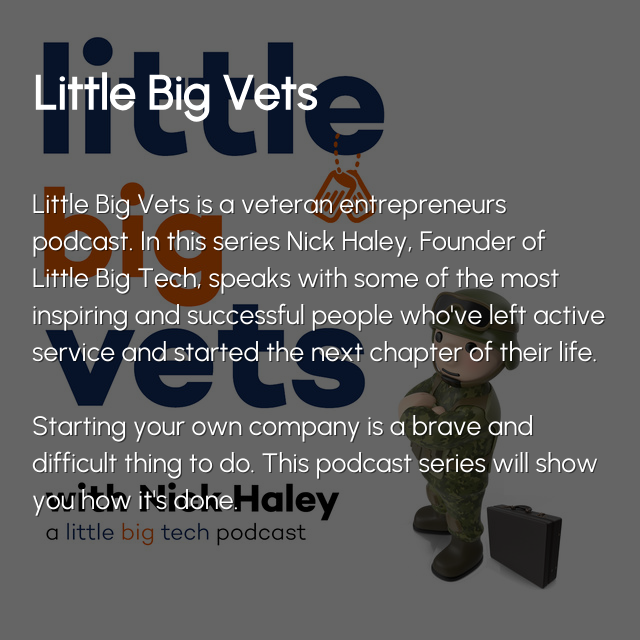 little
Little Big Vets
big
Little Big Vets is a veteran entrepreneurs
podcast. In this series Nick Haley, Founder of
Little Big Tech, speaks with some of the most
inspiring and successful people who've left active
service and started the next chapter of their life.
vets
Starting your own company is a brave and
difficult thing to do. This podcast series will show
you how it's done.
with Nick Haley
a little big tech podcast